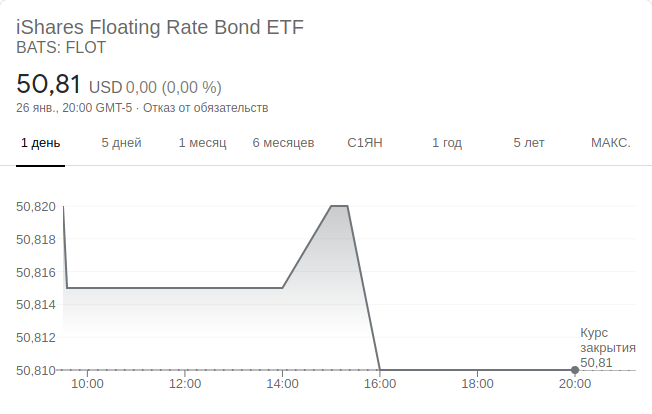 iShares Floating Rate Bond ETF
BATS: FLOT
50,81 USD 0,00 (0,00 %)
26 янв., 20:00 GMT-5 · Отказ от обязательств
1 день 5 дней 1 месяц 6 месяцев С1ЯН 1 год 5 лет МАКС.
50,820
50,818
50,816
50,814
50,812
50,810
Курс
закрытия
50,81
10:00 12:00 14:00 16:00 18:00 20:00